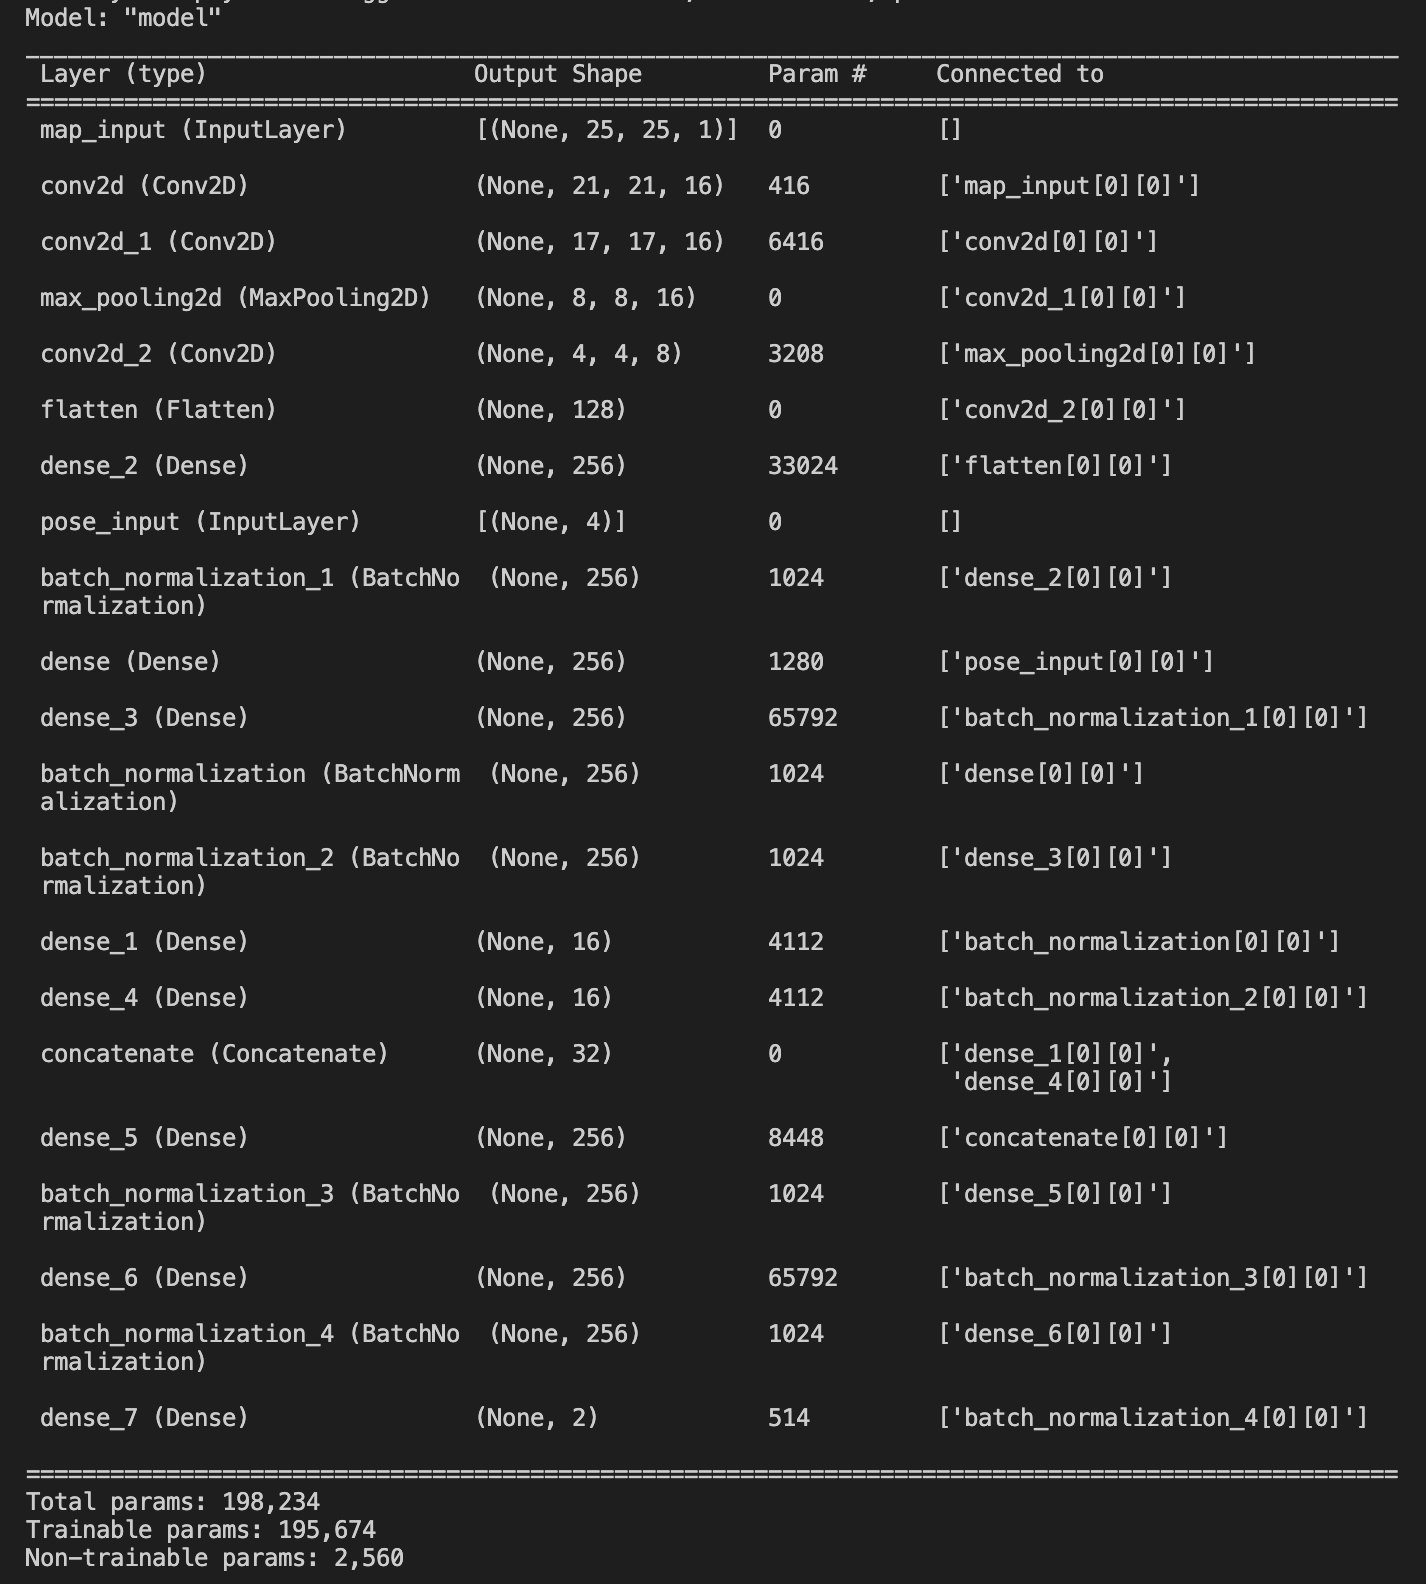 Model: "model"
Layer (type) Output Shape Param # Connected to
map_input (InputLayer) [(None, 25, 25, 1)] 0 []
conv2d (Conv2D) (None, 21, 21, 16) 416 ['map_input[0][0]']
conv2d_1 (Conv2D) (None, 17, 17, 16) 6416 ['conv2d[0][0]']
max_pooling2d (MaxPooling2D) (None, 8, 8, 16) 0 ['conv2d_1[0][0]']
conv2d_2 (Conv2D) (None, 4, 4, 8) 3208 ['max_pooling2d[0][0]']
flatten (Flatten) (None, 128) 0 ['conv2d_2[0][0]']
dense_2 (Dense) (None, 256) 33024 ['flatten[0][0]']
pose_input (InputLayer) [(None, 4)] 0 []
batch_normalization_1 (BatchNo (None, 256) 1024 ['dense_2[0][0]']
rmalization)
dense (Dense) (None, 256) 1280 ['pose_input[0][0]']
dense_3 (Dense) (None, 256) 65792 ['batch_normalization_1[0][0]']
batch_normalization (BatchNorm (None, 256) 1024 ['dense[0][0]']
alization)
batch_normalization_2 (BatchNo (None, 256) 1024 ['dense_3[0][0]']
rmalization)
dense_1 (Dense) (None, 16) 4112 ['batch_normalization[0][0]']
dense_4 (Dense) (None, 16) 4112 ['batch_normalization_2[0][0]']
concatenate (Concatenate) (None, 32) 0 ['dense_1[0][0]',
'dense_4[0][0]']
dense_5 (Dense) (None, 256) 8448 ['concatenate[0][0]']
batch_normalization_3 (BatchNo (None, 256) 1024 ['dense_5[0][0]']
rmalization)
dense_6 (Dense) (None, 256) 65792 ['batch_normalization_3[0][0]']
batch_normalization_4 (BatchNo (None, 256) 1024 ['dense_6[0][0]']
rmalization)
dense_7 (Dense) (None, 2) 514 ['batch_normalization_4[0][0]']
Total params: 198,234
Trainable params: 195,674
Non-trainable params: 2,560